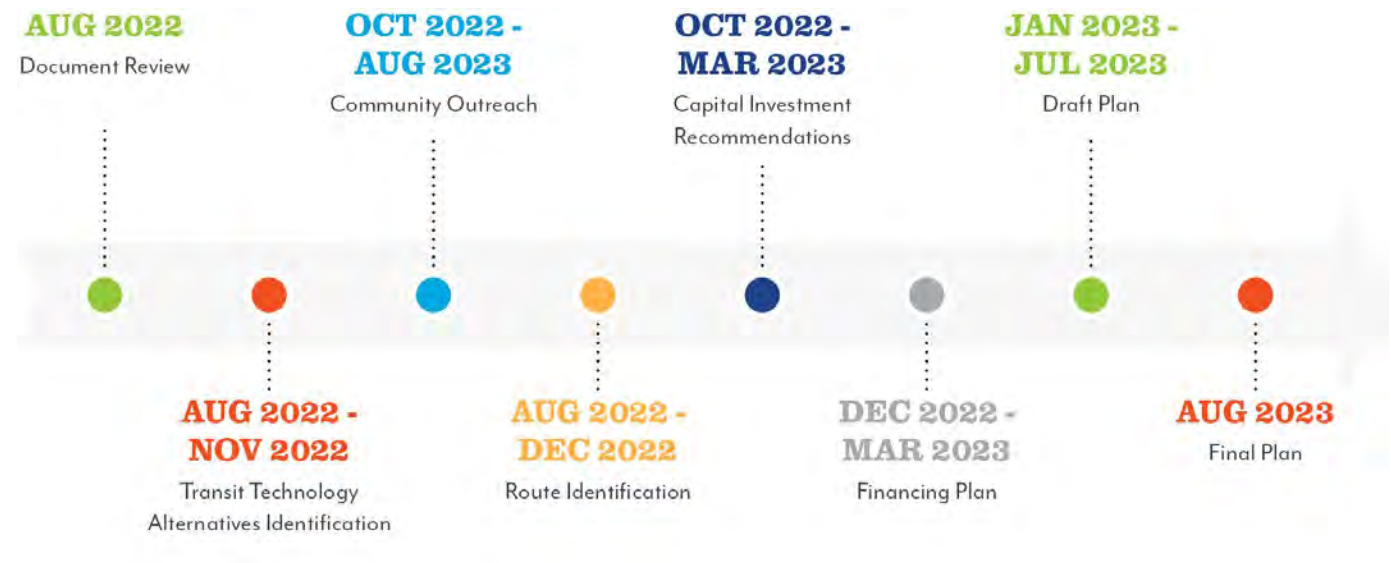 AUG 2022
Document Review
OCT 2022 -
AUG 2023
Community Outreach
OCT 2022 -
MAR 2023
Capital Investment
Recommendations
JAN 2023 -
JUL 2023
Draft Plan
AUG 2022 -
NOV 2022
Transit Technology
Alternatives Identification
AUG 2022 -
DEC 2022
Route Identification
DEC 2022 -
MAR 2023
Financing Plan
AUG 2023
Final Plan